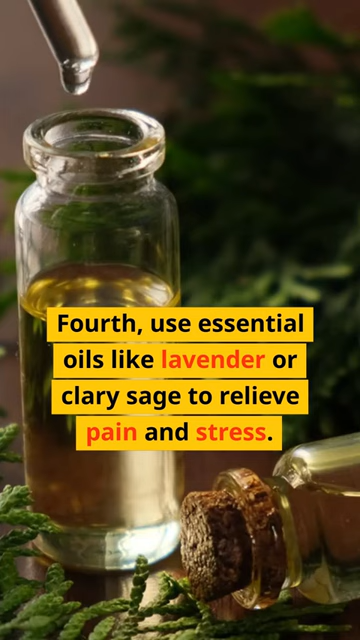 Fourth, use essential
oils like lavender or
clary sage to relieve
pain and stress.